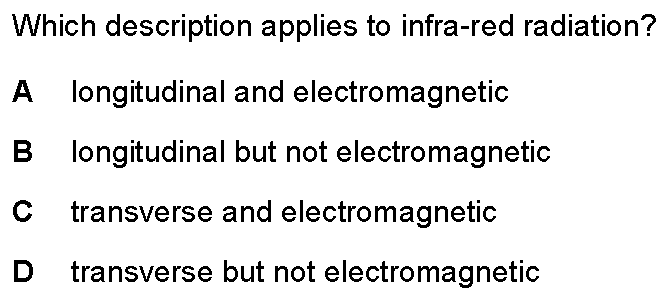 Which description applies to infra-red radiation?
A longitudinal and electromagnetic
B longitudinal but not electromagnetic
C transverse and electromagnetic
D transverse but not electromagnetic